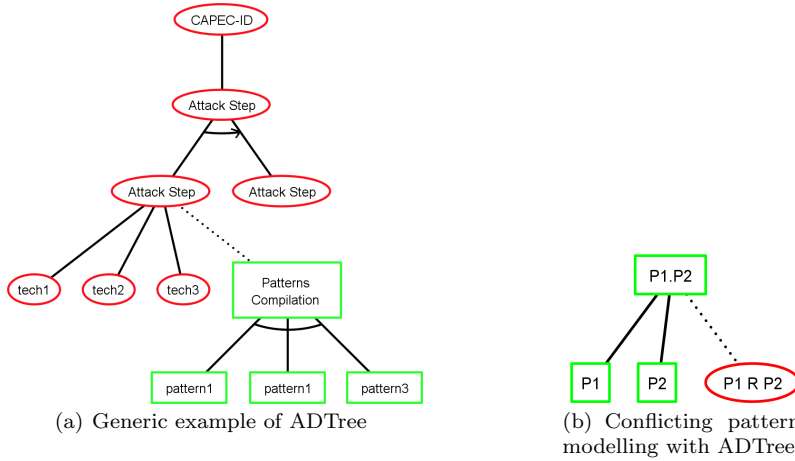 CAPEC-ID
Attack Step
Attack Step
Attack Step
tech1
tech2
tech3
Patterns
Compilation
pattern1
pattern1
pattern3
(a) Generic example of ADTree
P1.P2
P1
P2
P1 R P2
(b) Conflicting pattern
modelling with ADTree